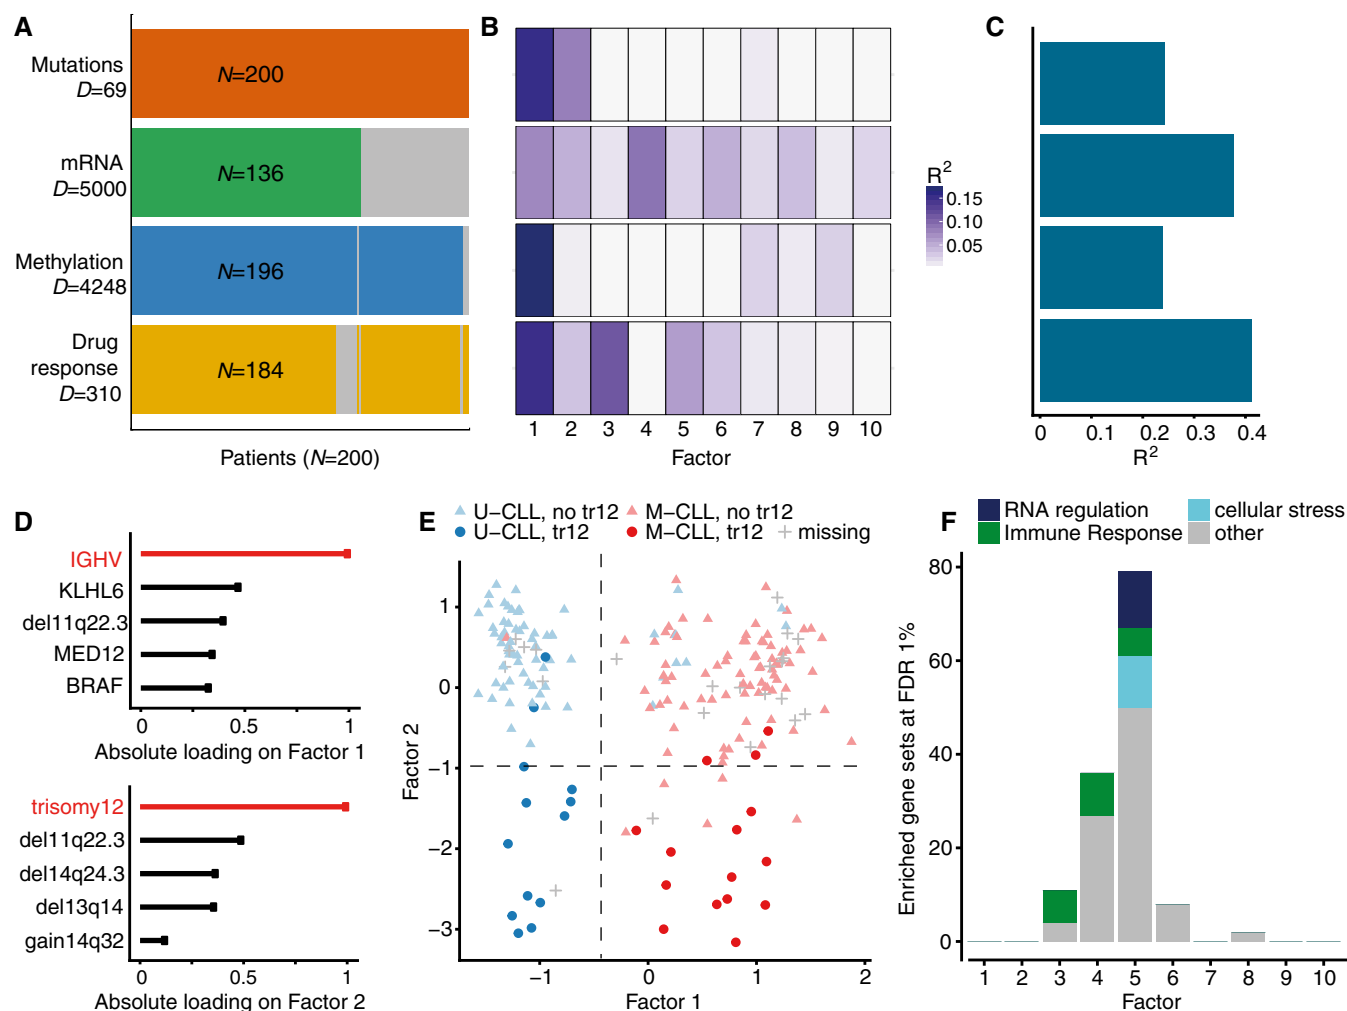 A
Mutations
D=69
N=200
mRNA
D=5000
N=136
Methylation
D=4248
N=196
Drug
response
D=310
N=184
Patients (N=200)
B
1 2 3 4 5 6 7 8 9 10
Factor
R2
0.15
0.10
0.05
C
0 0.1 0.2 0.3 0.4
R2
D
IGHV
KLHL6
del11q22.3
MED12
BRAF
0 0.5 1
Absolute loading on Factor 1
trisomy12
del11q22.3
del14q24.3
del13q14
gain14q32
0 0.5 1
Absolute loading on Factor 2
E
U−CLL, no tr12 M−CLL, no tr12
U−CLL, tr12 M−CLL, tr12 missing
Factor 2
1
0
−1
−2
−3
−1 0 1 2
Factor 1
F
RNA regulation cellular stress
Immune Response other
Enriched gene sets at FDR 1%
80
60
40
20
0
1 2 3 4 5 6 7 8 9 10
Factor